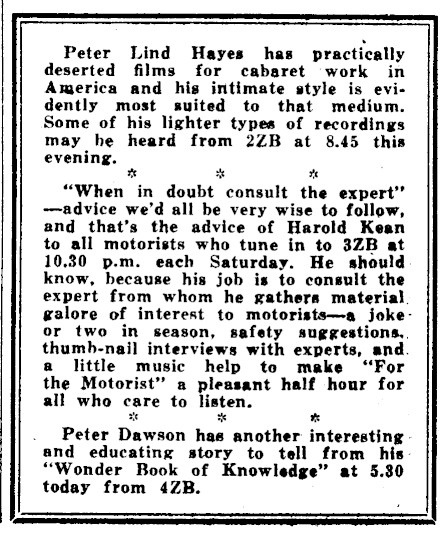 Peter Lind Hayes has practically
deserted films for cabaret work in
America and his intimate style is evi-
dently most suited to that medium.
Some of his lighter types of recordings
may be heard from 2ZB at 8.45 this
evening.
* * *
"When in doubt consult the expert"
—advice we'd all be very wise to follow,
and that's the advice of Harold Kean
to all motorists who tune in to 3ZB at
10.30 p.m. each Saturday. He should
know, because his job is to consult the
expert from whom he gathers material
galore of interest to motorists—a joke
or two in season, safety suggestions,
thumb-nail interviews with experts, and
a little music help to make "For
the Motorist" a pleasant half hour for
all who care to listen.
* * *
Peter Dawson has another interesting
and educating story to tell from his
"Wonder Book of Knowledge" at 5.30
today from 4ZB.